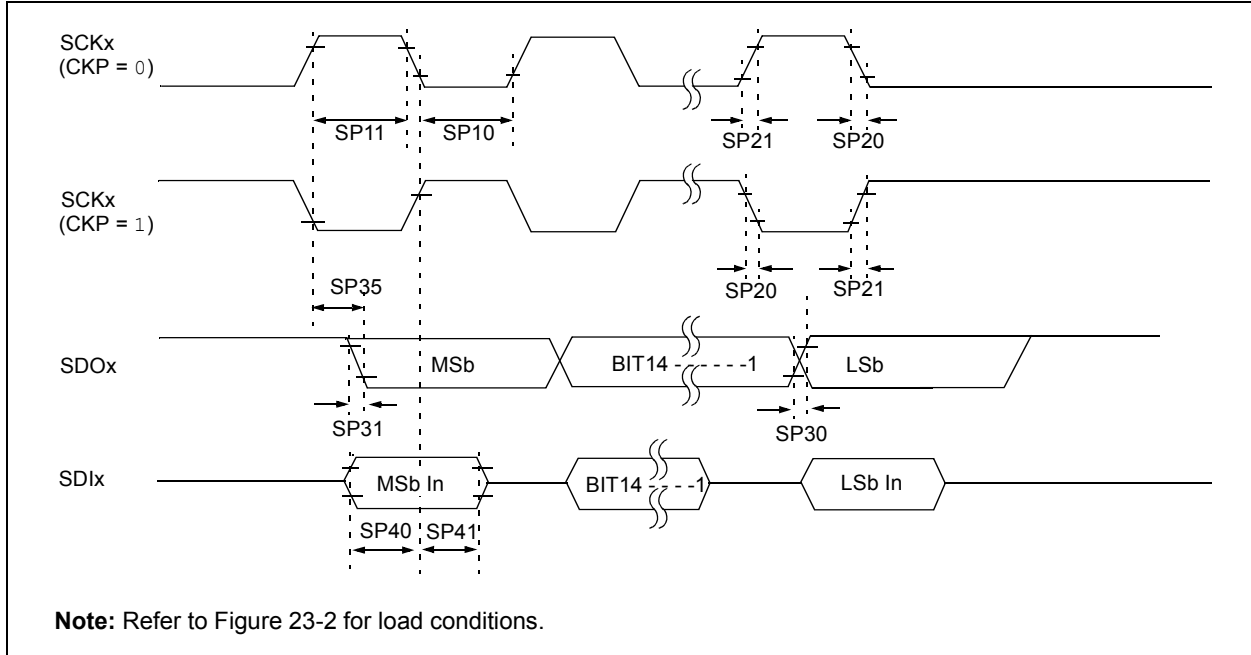 SCKx
(CKP = 0)
SP11
SP10
SP21
SP20
SCKx
(CKP = 1)
SP35
SP20
SP21
SDOx
MSb
BIT14 - - - - - -1
LSb
SP31
SP30
SDIx
MSb In
BIT14 - - - - -1
LSb In
SP40
SP41
Note: Refer to Figure 23-2 for load conditions.